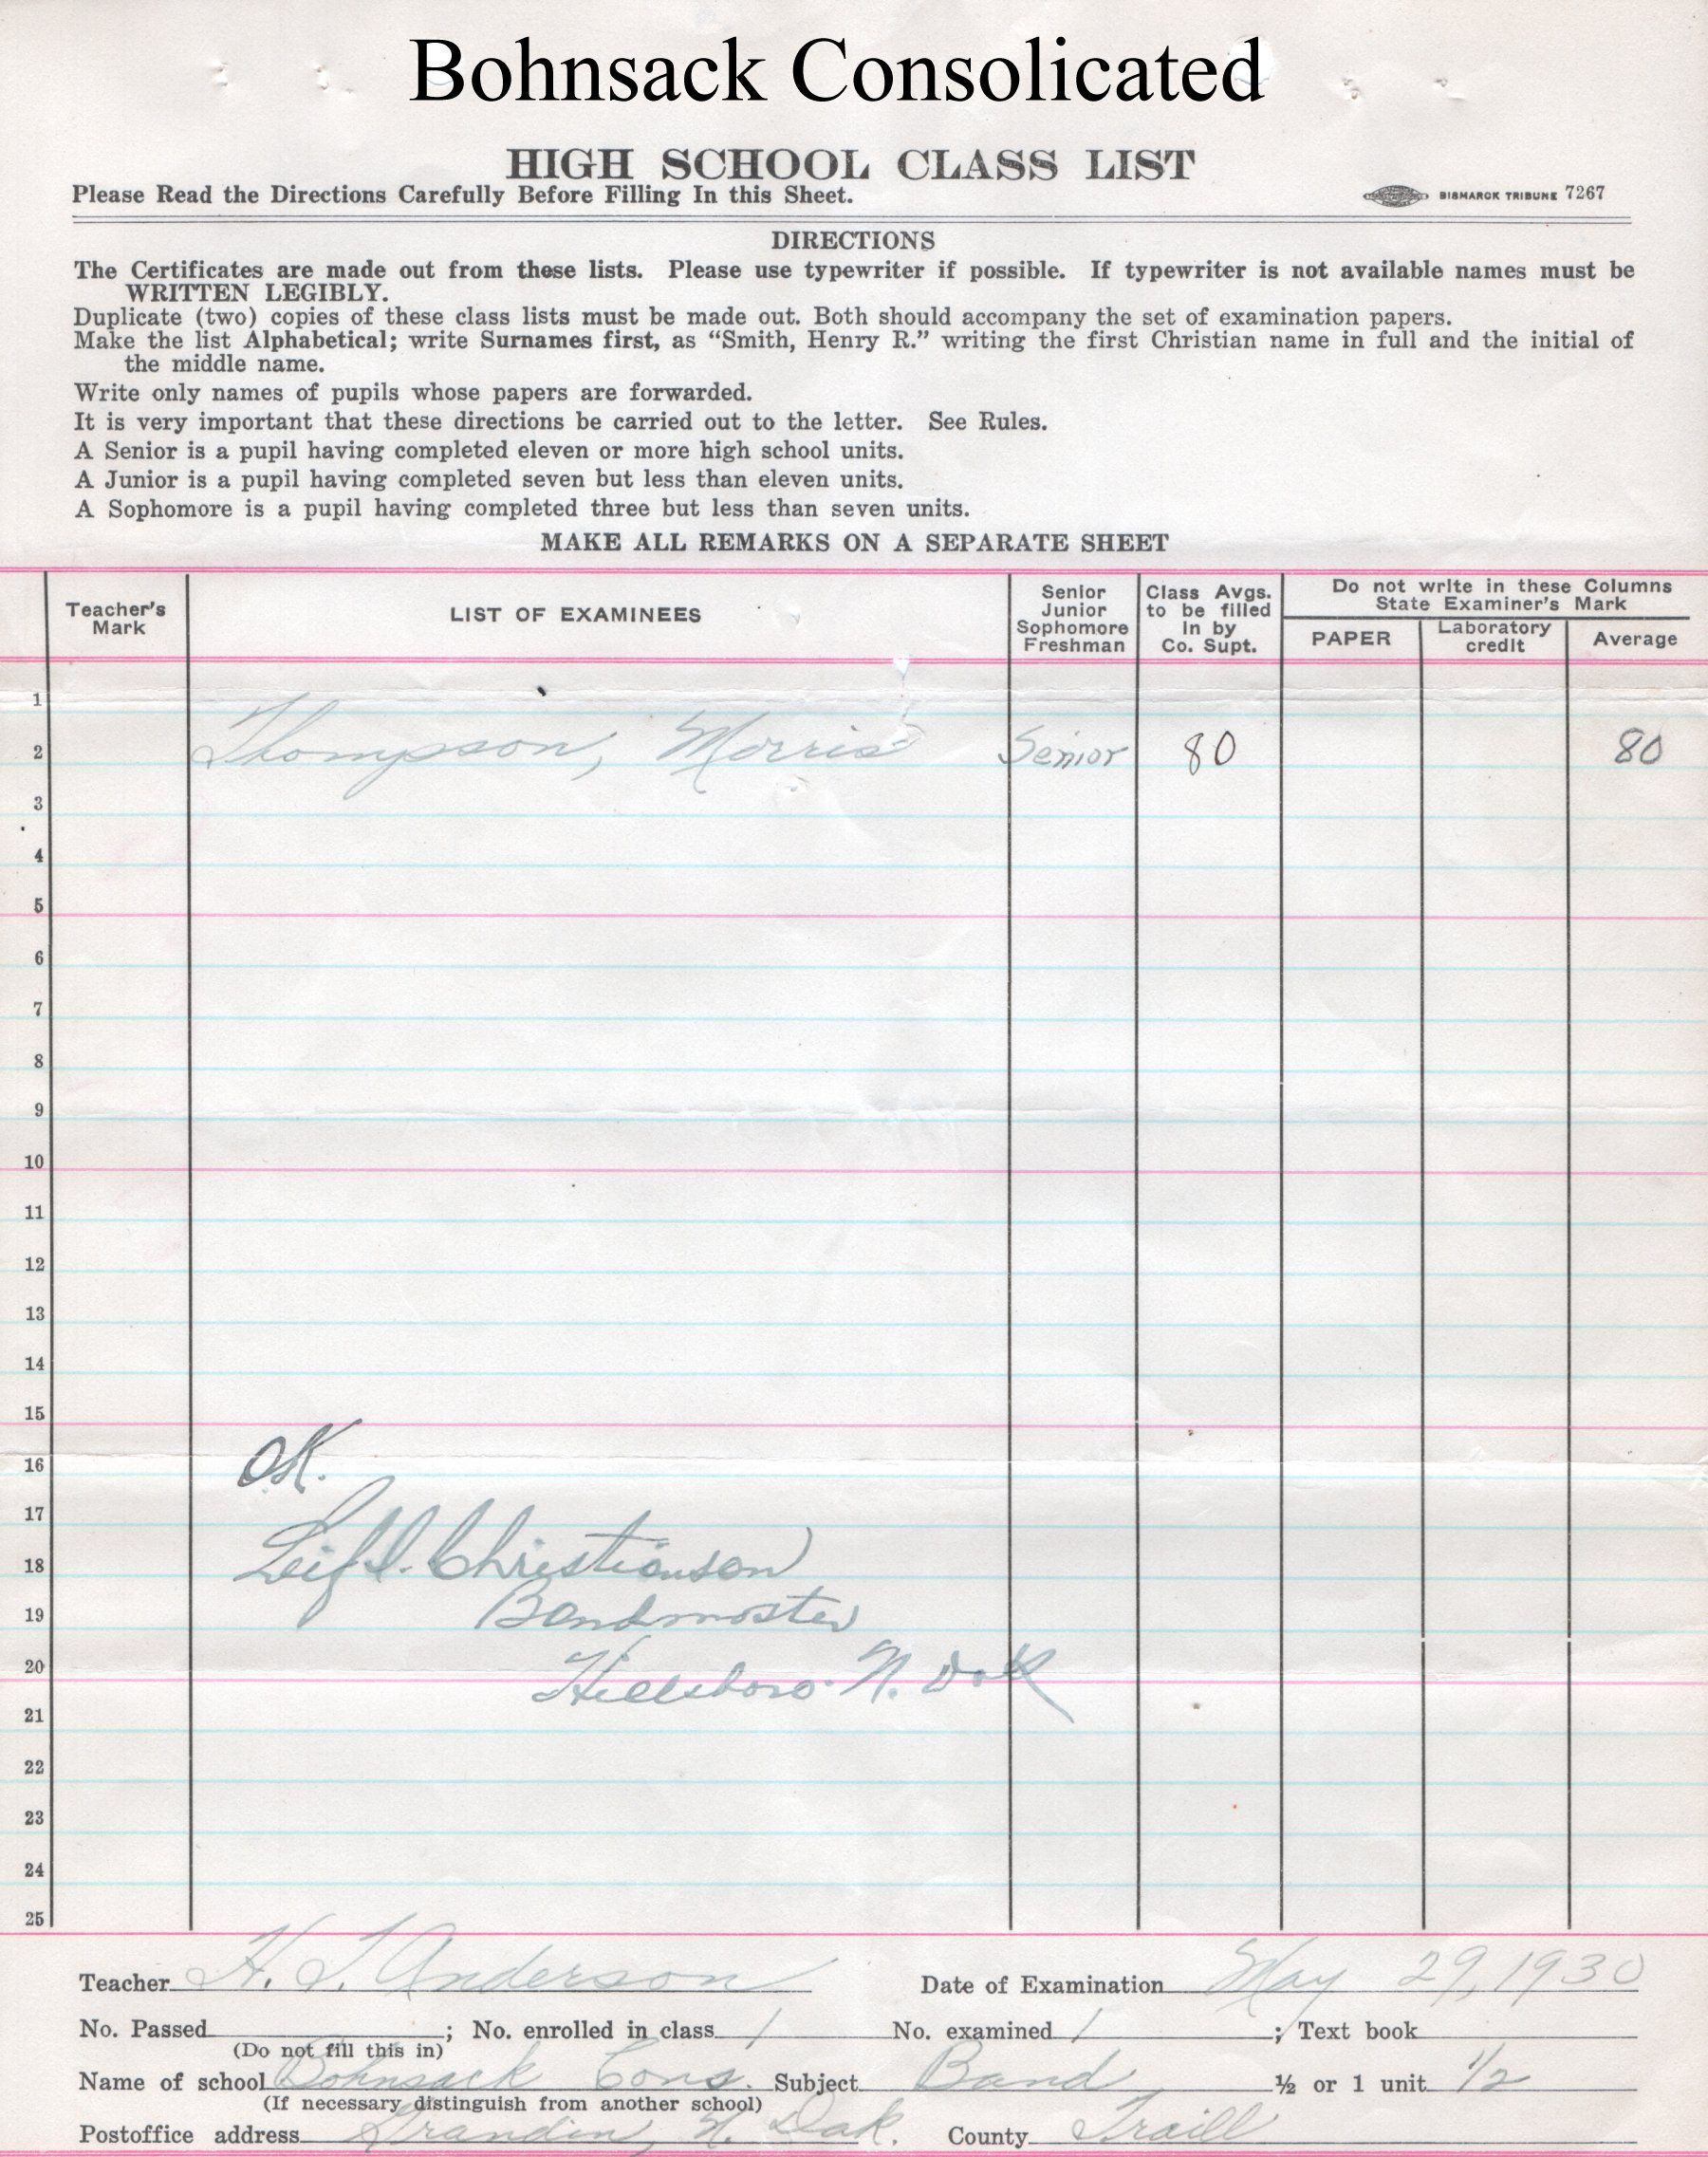 Bohnsack Consolicated
HIGH SCHOOL CLASS LIST
Please Read the Directions Carefully Before Filling In this Sheet. BISMARCK TRIBUNE 7267
DIRECTIONS
The Certificates are made out from these lists. Please use typewriter if possible. If typewriter is not available names must be
WRITTEN LEGIBLY.
Duplicate (two) copies of these class lists must be made out. Both should accompany the set of examination papers.
Make the list Alphabetical; write Surnames first, as “Smith, Henry R.” writing the first Christian name in full and the initial of
the middle name.
Write only names of pupils whose papers are forwarded.
It is very important that these directions be carried out to the letter. See Rules.
A Senior is a pupil having completed eleven or more high school units.
A Junior is a pupil having completed seven but less than eleven units.
A Sophomore is a pupil having completed three but less than seven units.
MAKE ALL REMARKS ON A SEPARATE SHEET
Teacher's
Mark
LIST OF EXAMINEES
Senior
Junior
Sophomore
Freshman
Class Avgs.
to be filled
In by
Co. Supt.
Do not write in these Columns
State Examiner's Mark
PAPER
Laboratory
credit
Average
1
2 Thompson, Morris Senior 80 80
3
4
5
6
7
8
9
10
11
12
13
14
15
16 OK.
17
18 Leif I. Christianson
19 Bandmaster
20 Hillsboro N. Dak
21
22
23
24
25
Teacher H. I. Anderson Date of Examination May 29, 1930
No. Passed ; No. enrolled in class 1 No. examined 1 ; Text book
(Do not fill this in)
Name of school Bohnsack Cons. Subject Band ½ or 1 unit 1/2
(If necessary distinguish from another school)
Postoffice address Grandin, N. Dak. County Traill